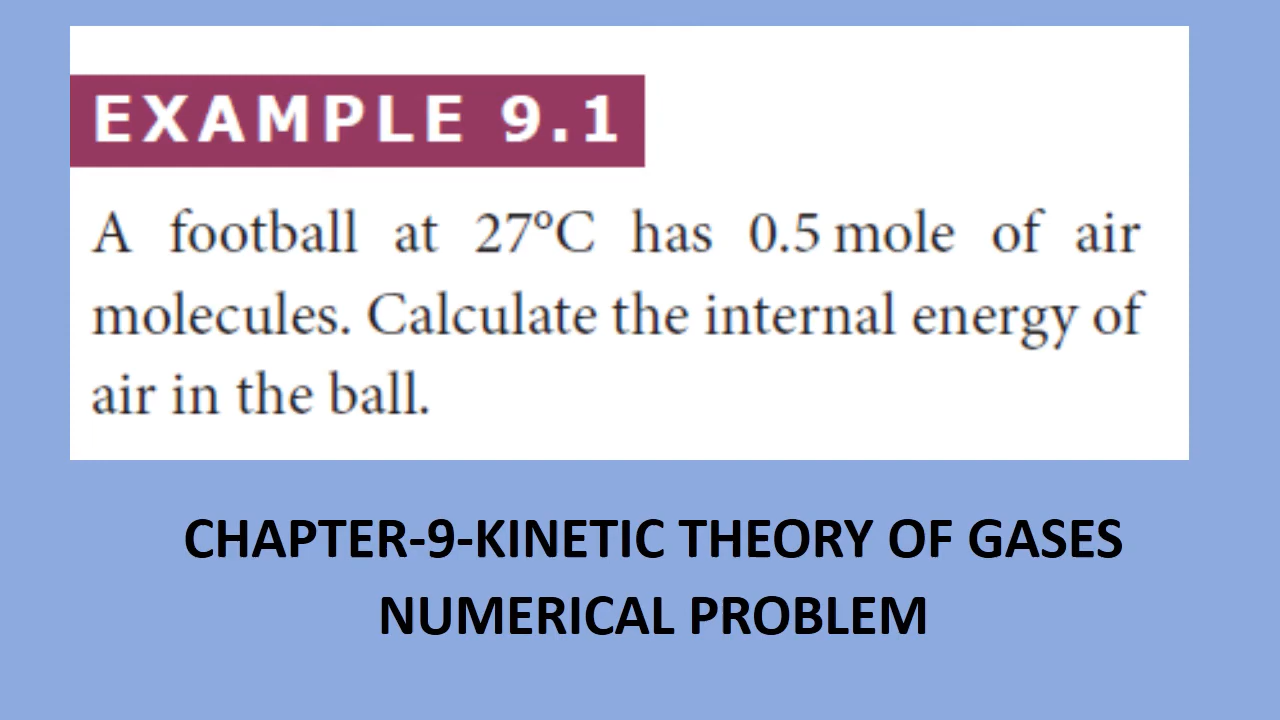 EXAMPLE 9.1
A football at 27°C has 0.5 mole of air
molecules. Calculate the internal energy of
air in the ball.
CHAPTER-9-KINETIC THEORY OF GASES
NUMERICAL PROBLEM